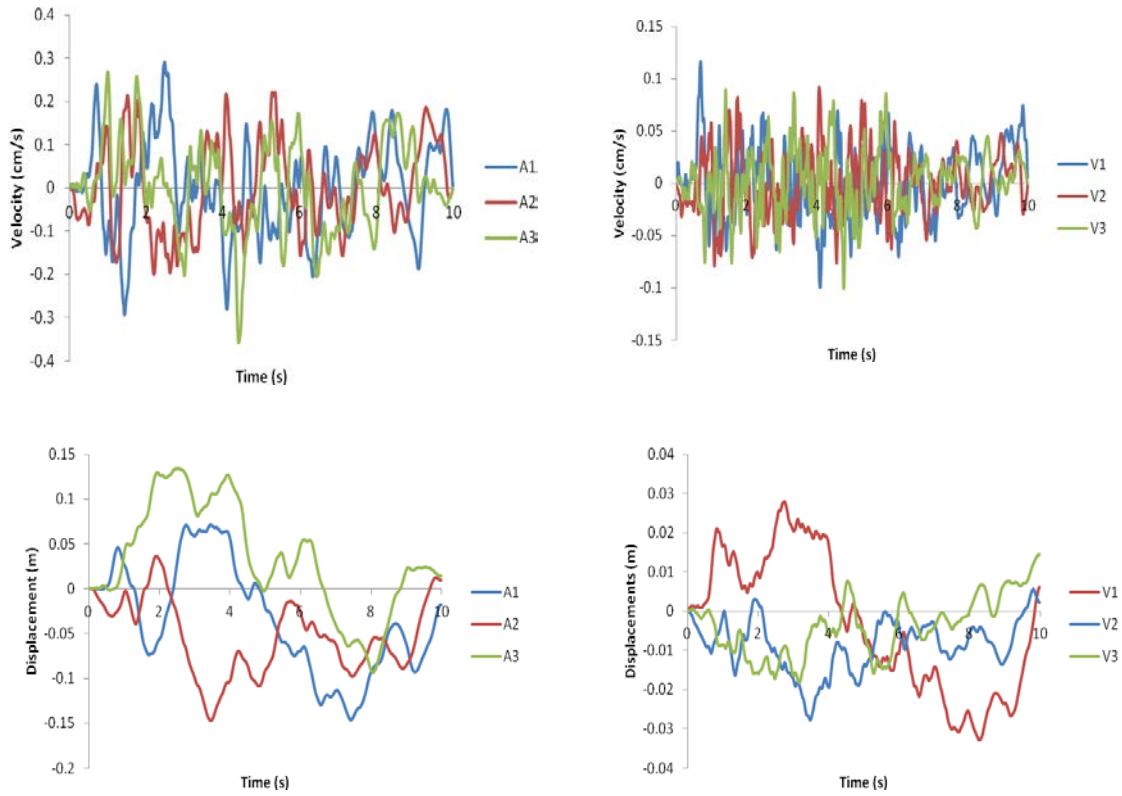 0.4
0.3
0.2
0.1
0
-0.1
-0.2
-0.3
-0.4
0 2 4 6 8 10
Velocity (cm/s)
Time (s)
A1
A2
A3
0.15
0.1
0.05
0
-0.05
-0.1
-0.15
0 2 4 6 8 10
Velocity (cm/s)
Time (s)
V1
V2
V3
0.15
0.1
0.05
0
-0.05
-0.1
-0.15
-0.2
0 2 4 6 8 10
Displacement (m)
Time (s)
A1
A2
A3
0.04
0.03
0.02
0.01
0
-0.01
-0.02
-0.03
-0.04
0 2 4 6 8 10
Displacements (m)
Time (s)
V1
V2
V3